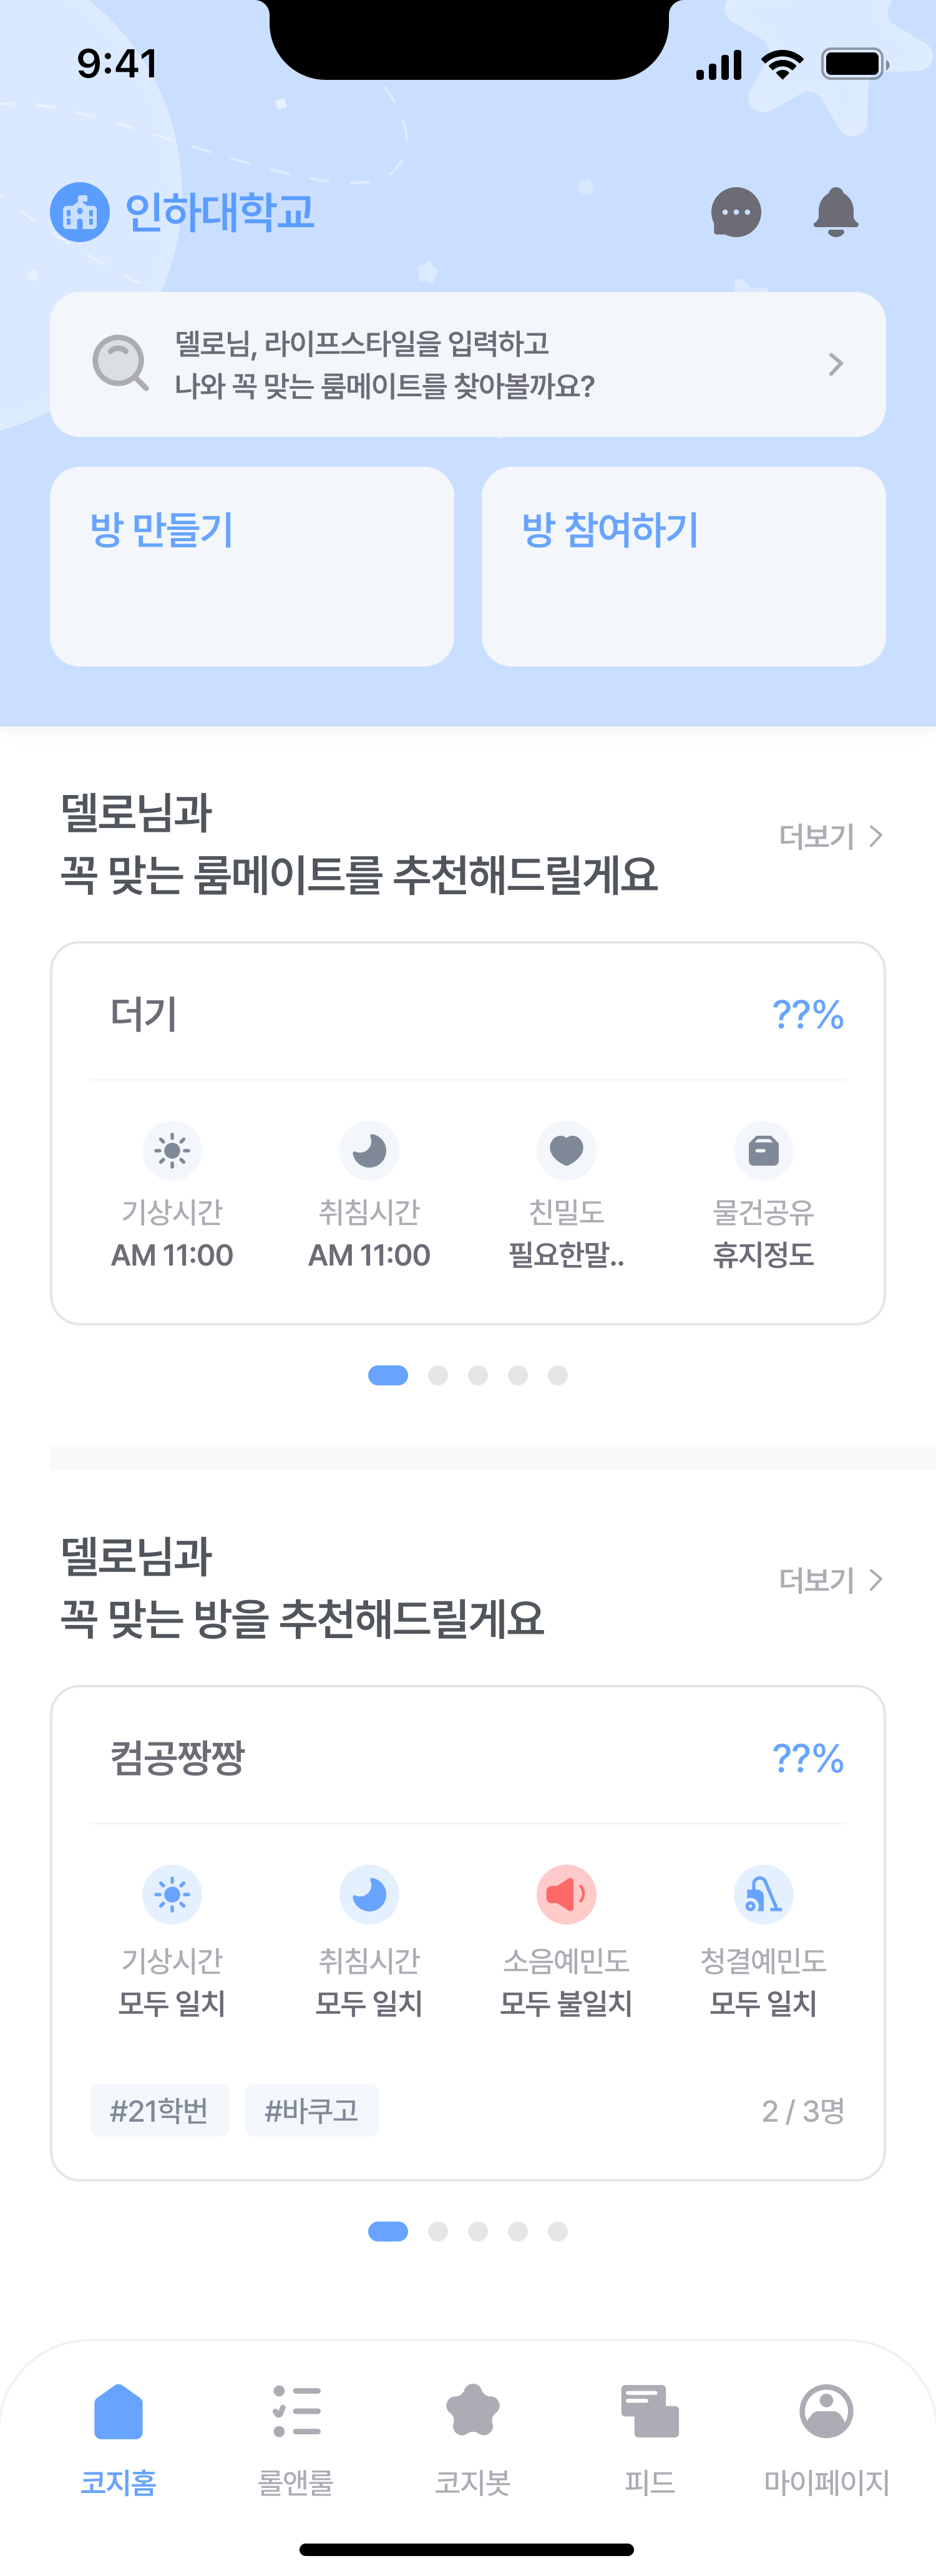 9:41
인하대학교
델로님, 라이프스타일을 입력하고
나와 꼭 맞는 룸메이트를 찾아볼까요?
방 만들기
방 참여하기
델로님과
꼭 맞는 룸메이트를 추천해드릴게요
더보기
더기
??%
기상시간
취침시간
친밀도
물건공유
AM 11:00
AM 11:00
필요한말..
휴지정도
델로님과
꼭 맞는 방을 추천해드릴게요
더보기
컴공짱짱
??%
기상시간
취침시간
소음예민도
청결예민도
모두 일치
모두 일치
모두 불일치
모두 일치
#21학번
#바쿠고
2 / 3명
코지홈
롤앤룰
코지봇
피드
마이페이지